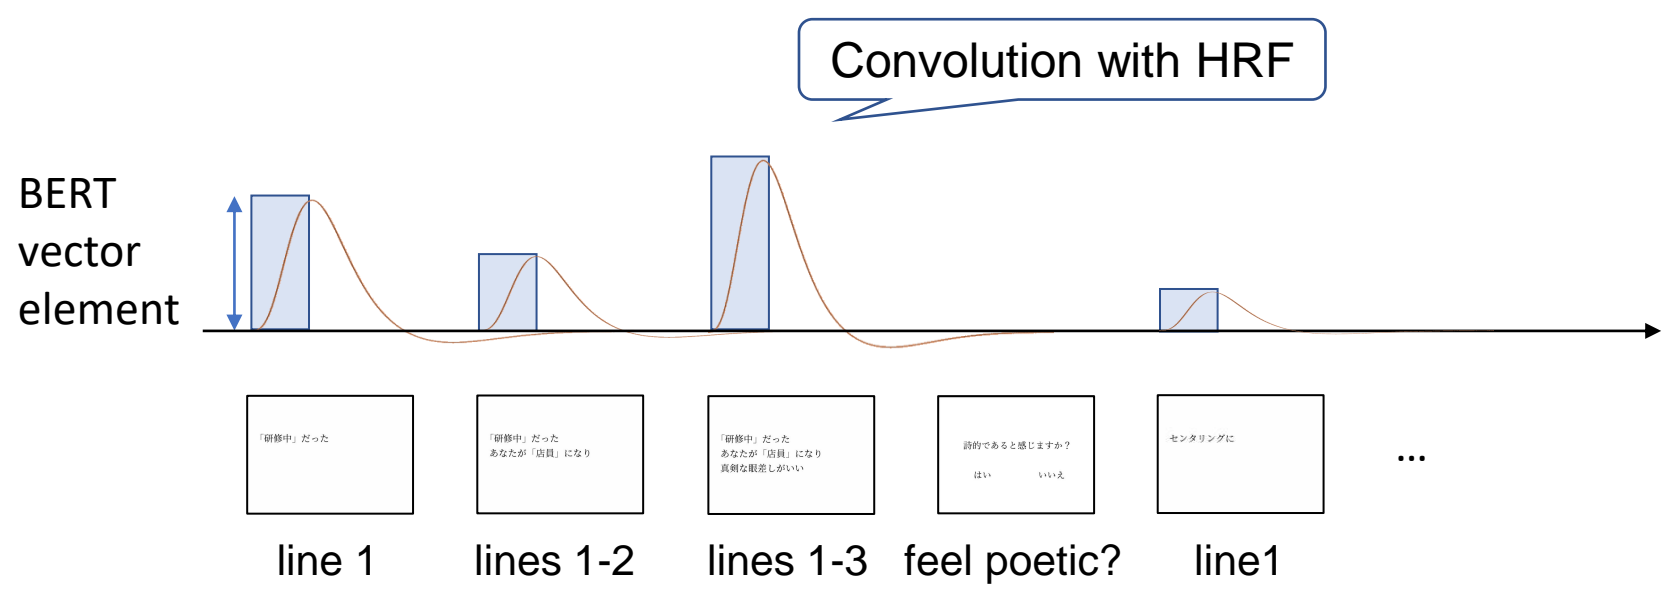 Convolution with HRF
BERT
vector
element
「研修中」だった
「研修中」だった
あなたが「店員」になり
「研修中」だった
あなたが「店員」になり
真剣な眼差しがいい
詩的であると感じますか？
はい いいえ
センタリングに
...
line 1
lines 1-2
lines 1-3
feel poetic?
line1